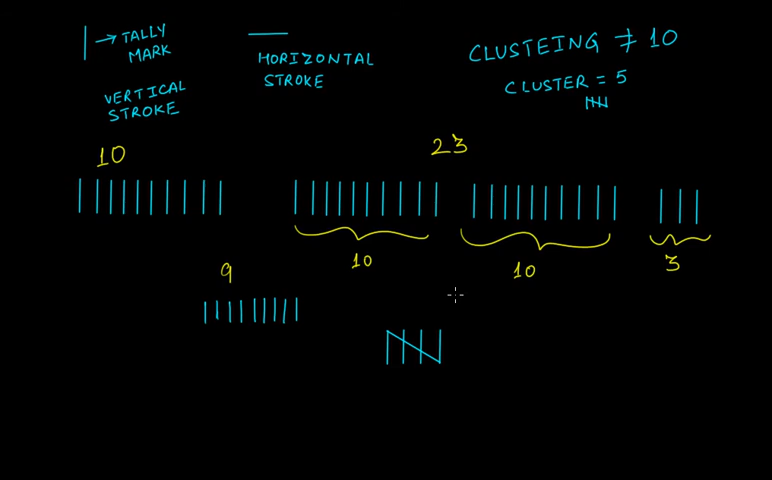 | → TALLY
MARK
VERTICAL
STROKE
HORIZONTAL
STROKE
CLUSTEING ≠ 10
CLUSTER = 5
10
23
10
10
3
9